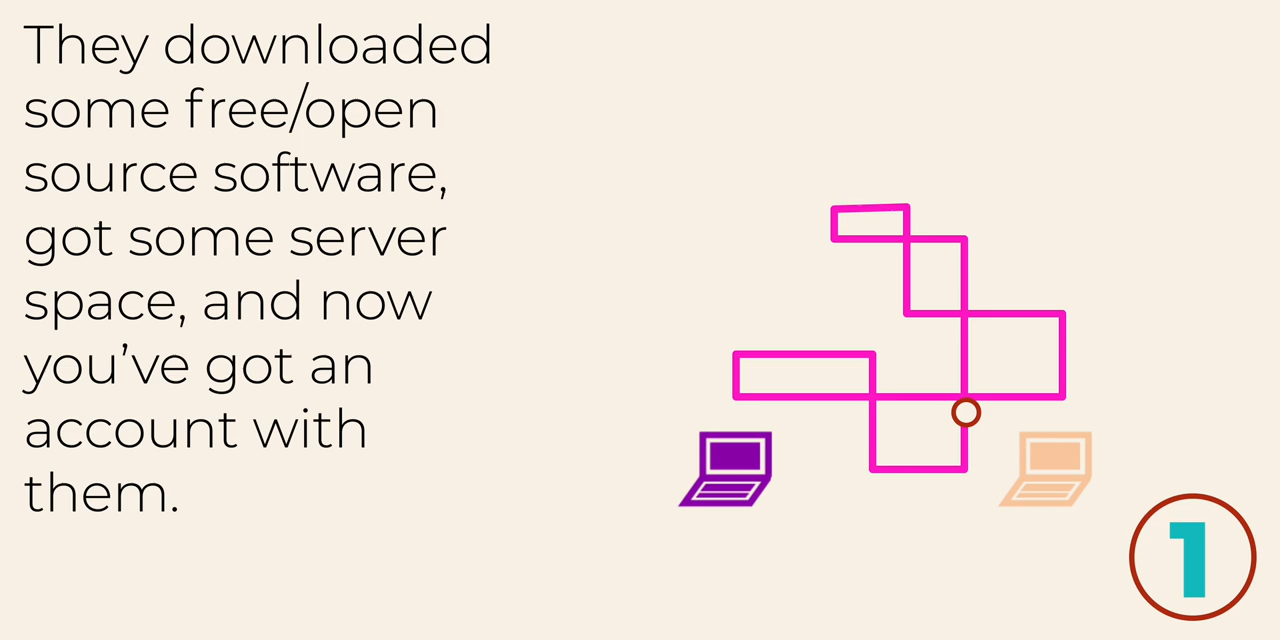 They downloaded
some free/open
source software,
got some server
space, and now
you’ve got an
account with
them.
1